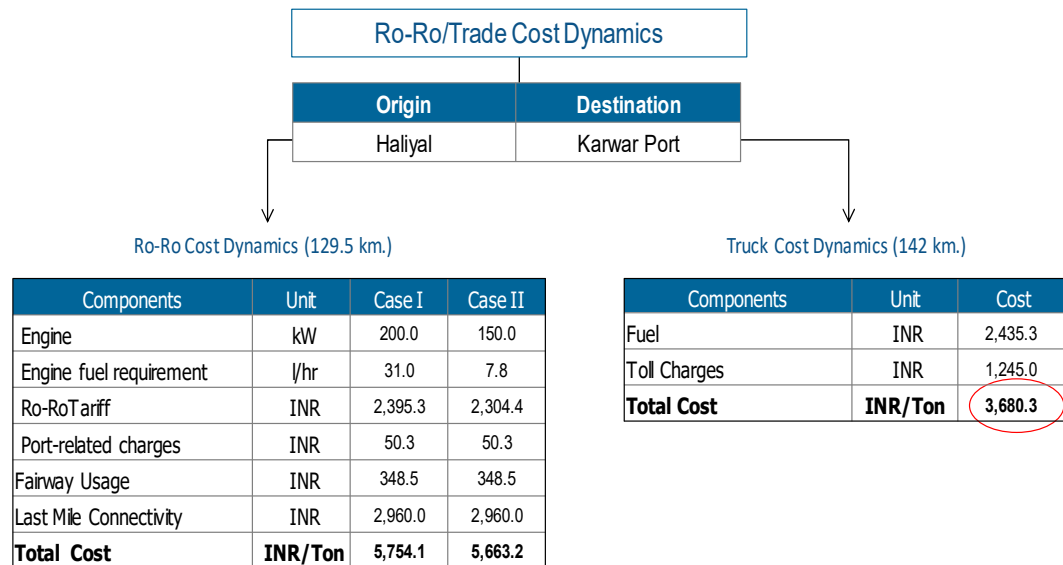 Ro-Ro/Trade Cost Dynamics
Origin Destination
Haliyal Karwar Port
Ro-Ro Cost Dynamics (129.5 km.)
Components Unit Case I Case II
Engine kW 200.0 150.0
Engine fuel requirement l/hr 31.0 7.8
Ro-RoTariff INR 2,395.3 2,304.4
Port-related charges INR 50.3 50.3
Fairway Usage INR 348.5 348.5
Last Mile Connectivity INR 2,960.0 2,960.0
Total Cost INR/Ton 5,754.1 5,663.2
Truck Cost Dynamics (142 km.)
Components Unit Cost
Fuel INR 2,435.3
Toll Charges INR 1,245.0
Total Cost INR/Ton 3,680.3